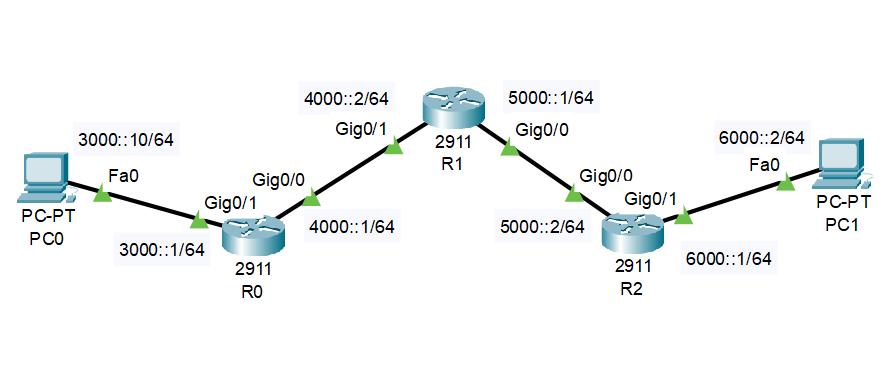 4000::2/64
5000::1/64
Gig0/1
Gig0/0
2911
R1
3000::10/64
6000::2/64
Fa0
Fa0
PC-PT
PC0
Gig0/0
Gig0/1
3000::1/64
4000::1/64
2911
R0
Gig0/0
Gig0/1
5000::2/64
6000::1/64
2911
R2
PC-PT
PC1